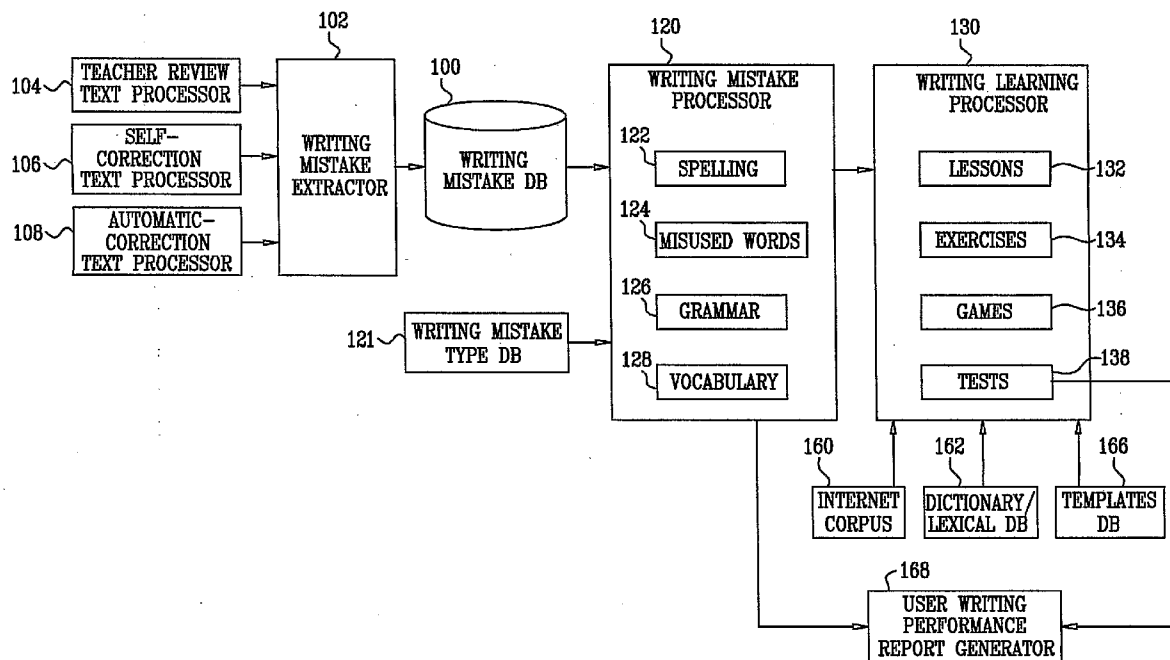 102
104
TEACHER REVIEW
TEXT PROCESSOR
106
SELF-
CORRECTION
TEXT PROCESSOR
108
AUTOMATIC-
CORRECTION
TEXT PROCESSOR
WRITING
MISTAKE
EXTRACTOR
100
WRITING
MISTAKE DB
121
WRITING MISTAKE
TYPE DB
120
WRITING MISTAKE
PROCESSOR
122
SPELLING
124
MISUSED WORDS
126
GRAMMAR
128
VOCABULARY
130
WRITING LEARNING
PROCESSOR
LESSONS
132
EXERCISES
134
GAMES
136
TESTS
138
160
INTERNET
CORPUS
162
DICTIONARY/
LEXICAL DB
166
TEMPLATES
DB
168
USER WRITING
PERFORMANCE
REPORT GENERATOR